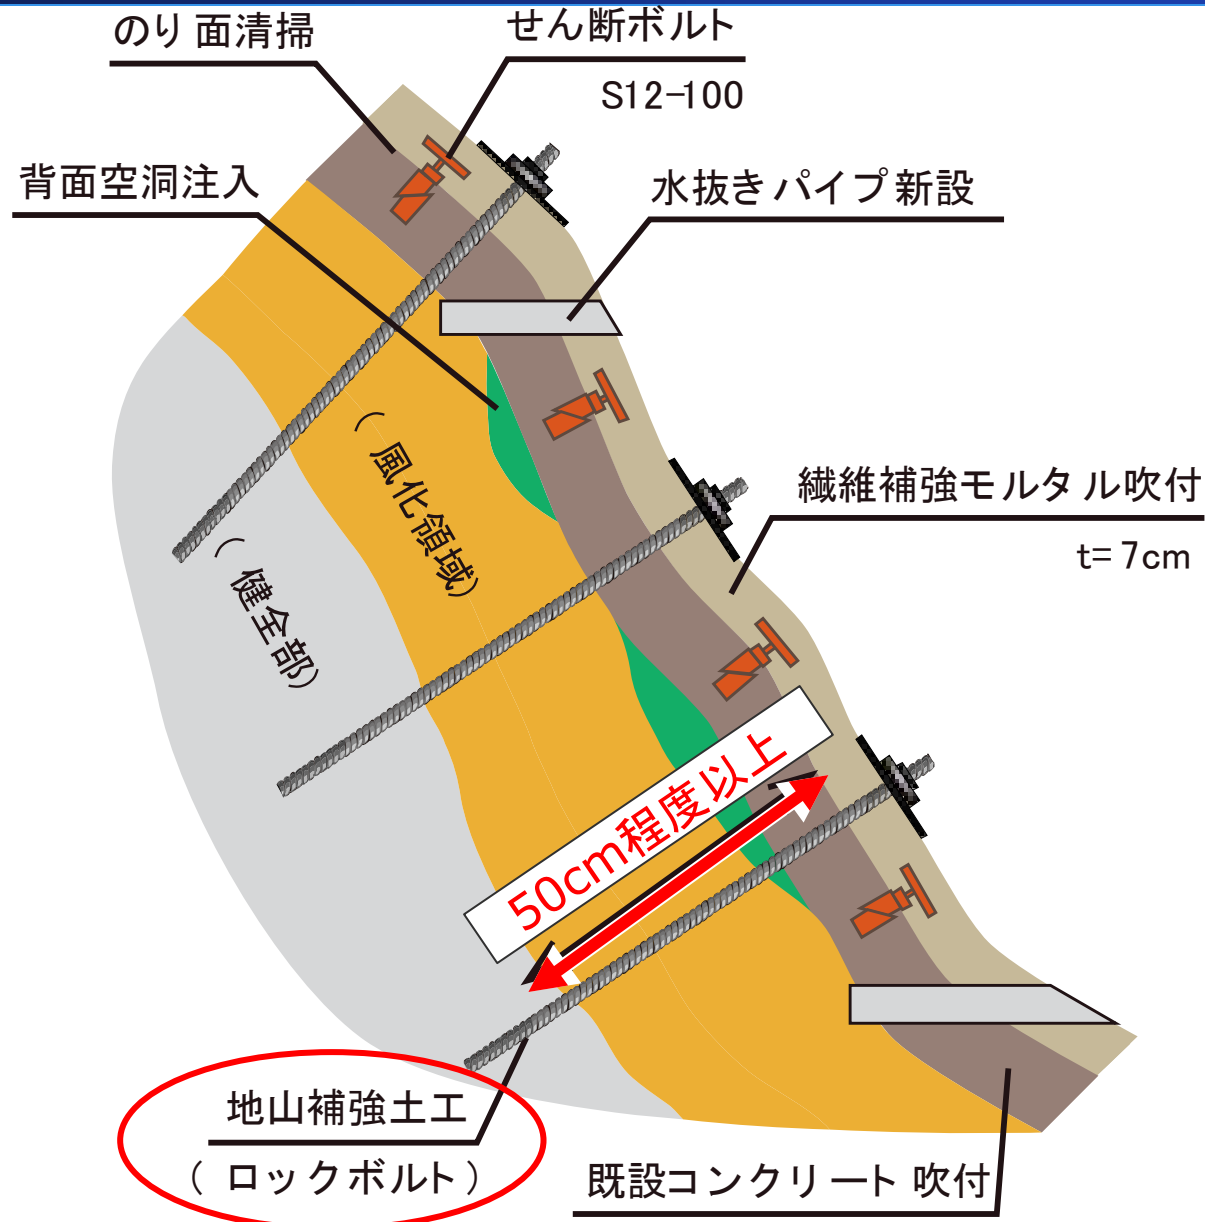 のり面清掃
せん断ボルト
S12-100
背面空洞注入
水抜きパイプ新設
繊維補強モルタル吹付
t=7cm
(風化領域)
(健全部)
50cm程度以上
地山補強土工
(ロックボルト)
既設コンクリート吹付